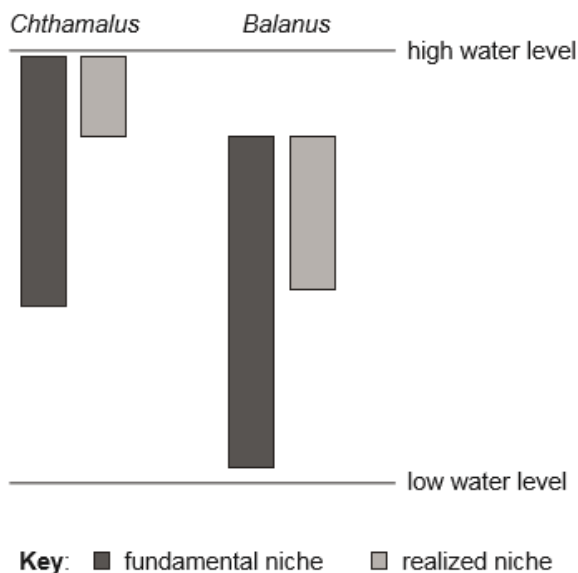 Chthamalus Balanus
high water level
low water level
Key: fundamental niche realized niche